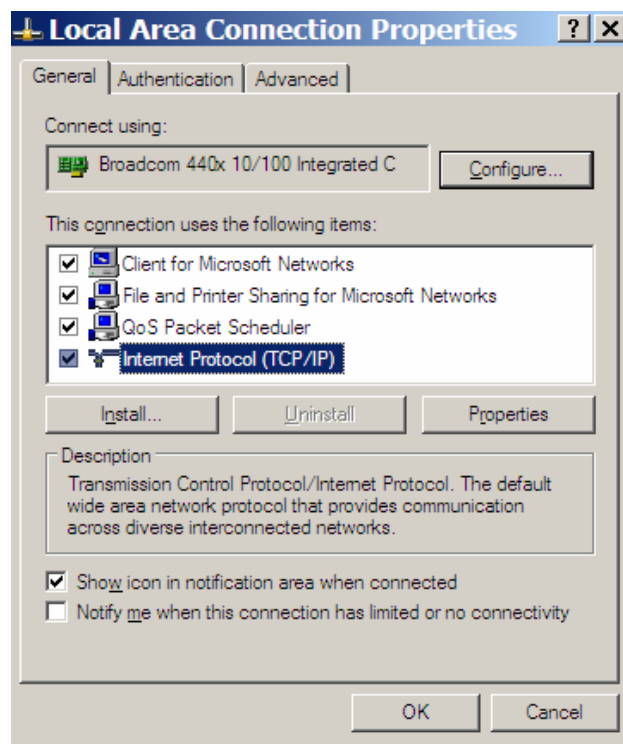 Local Area Connection Properties ? X
General Authentication Advanced
Connect using:
Broadcom 440x 10/100 Integrated C Configure...
This connection uses the following items:
Client for Microsoft Networks
File and Printer Sharing for Microsoft Networks
QoS Packet Scheduler
Internet Protocol (TCP/IP)
Install... Uninstall Properties
Description
Transmission Control Protocol/Internet Protocol. The default
wide area network protocol that provides communication
across diverse interconnected networks.
Show icon in notification area when connected
Notify me when this connection has limited or no connectivity
OK Cancel